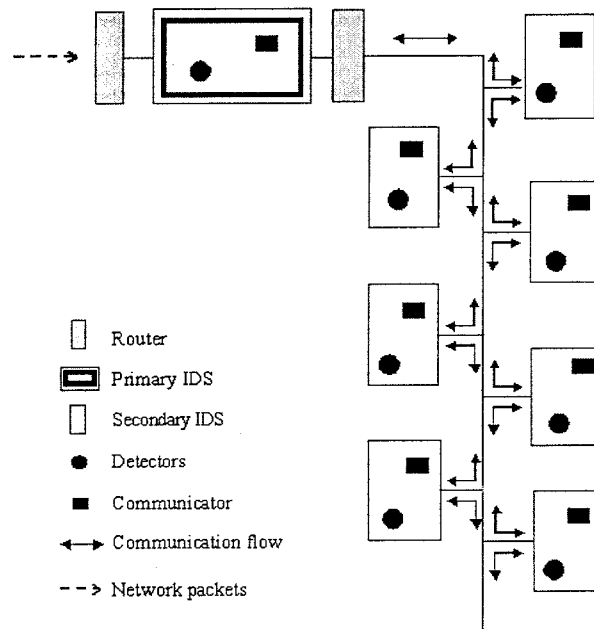 Router
Primary IDS
Secondary IDS
Detectors
Communicator
Communication flow
Network packets